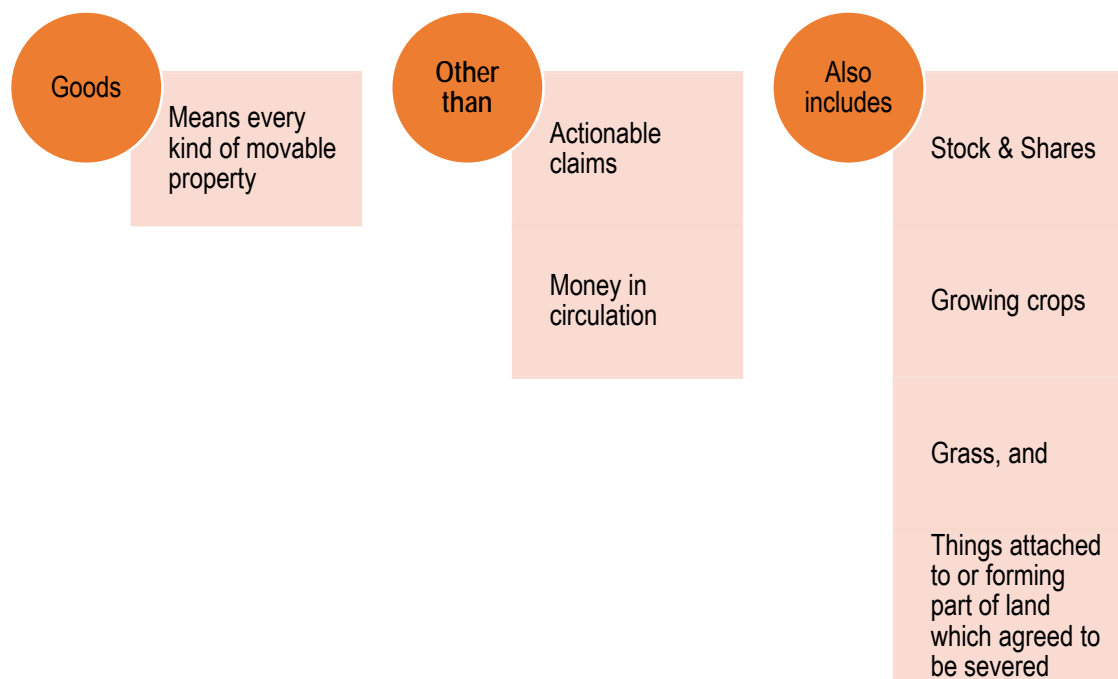 Goods
Means every
kind of movable
property
Other
than
Actionable
claims
Money in
circulation
Also
includes
Stock & Shares
Growing crops
Grass, and
Things attached
to or forming
part of land
which agreed to
be severed